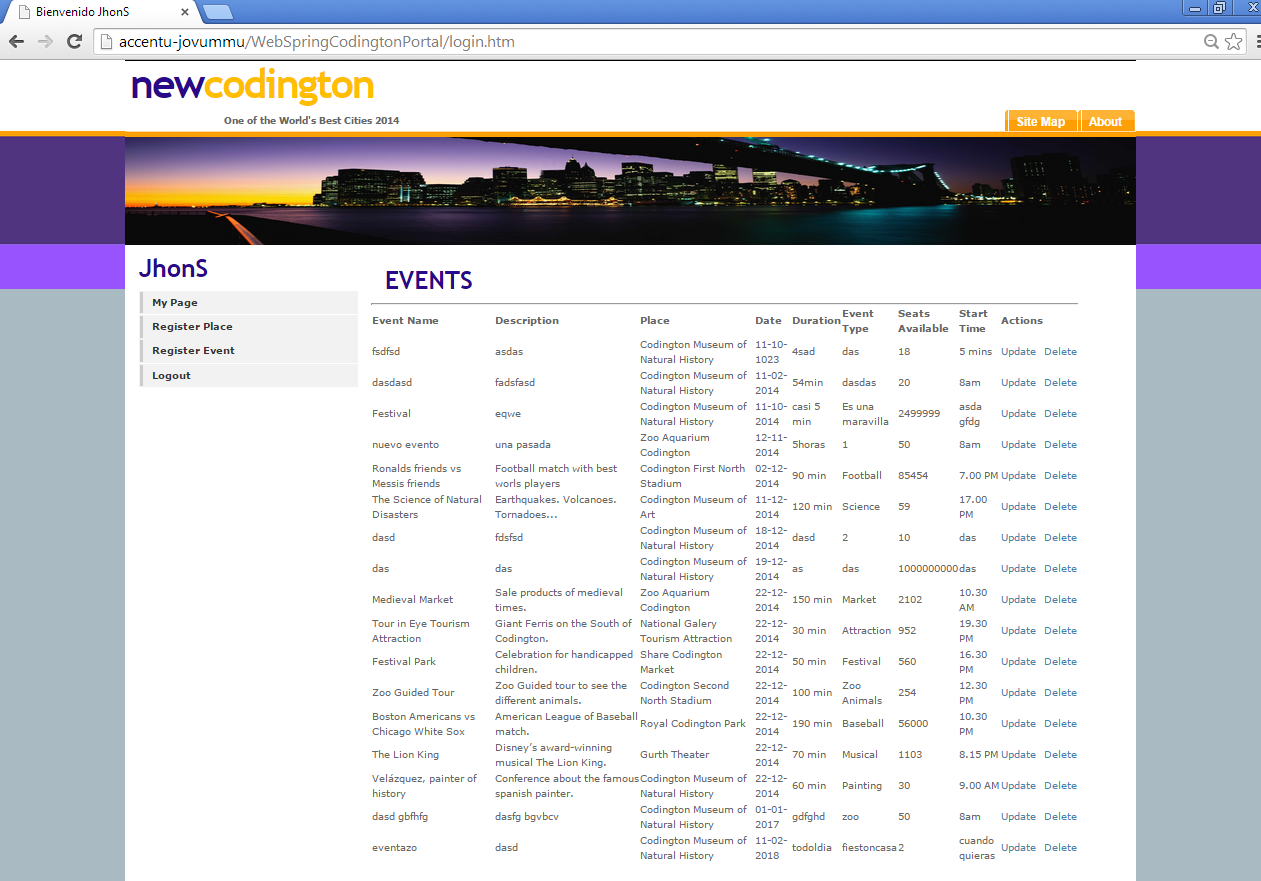 Bienvenido JhonS
accentu-jovummu/WebSpringCodingtonPortal/login.htm
newcodington
One of the World's Best Cities 2014
Site Map About
JhonS
My Page
Register Place
Register Event
Logout
EVENTS
Event Name Description Place Date Duration Event Type Seats Available Start Time Actions
fsdfsd asdas Codington Museum of Natural History 11-10-1023 4sad das 18 5 mins Update Delete
dasdasd fadsfasd Codington Museum of Natural History 11-02-2014 54min dasdas 20 8am Update Delete
Festival eqwe Codington Museum of Natural History 11-10-2014 casi 5 min Es una maravilla 2499999 asda gfdg Update Delete
nuevo evento una pasada Zoo Aquarium Codington 12-11-2014 5horas 1 50 8am Update Delete
Ronalds friends vs Messis friends Football match with best worls players Codington First North Stadium 02-12-2014 90 min Football 85454 7.00 PM Update Delete
The Science of Natural Disasters Earthquakes. Volcanoes. Tornadoes... Codington Museum of Art 11-12-2014 120 min Science 59 17.00 PM Update Delete
dasd fdsfsd Codington Museum of Natural History 18-12-2014 dasd 2 10 das Update Delete
das das Codington Museum of Natural History 19-12-2014 as das 1000000000 das Update Delete
Medieval Market Sale products of medieval times. Zoo Aquarium Codington 22-12-2014 150 min Market 2102 10.30 AM Update Delete
Tour in Eye Tourism Attraction Giant Ferris on the South of Codington. National Galery Tourism Attraction 22-12-2014 30 min Attraction 952 19.30 PM Update Delete
Festival Park Celebration for handicapped children. Share Codington Market 22-12-2014 50 min Festival 560 16.30 PM Update Delete
Zoo Guided Tour Zoo Guided tour to see the different animals. Codington Second North Stadium 22-12-2014 100 min Zoo Animals 254 12.30 PM Update Delete
Boston Americans vs Chicago White Sox American League of Baseball match. Royal Codington Park 22-12-2014 190 min Baseball 56000 10.30 PM Update Delete
The Lion King Disney’s award-winning musical The Lion King. Gurth Theater 22-12-2014 70 min Musical 1103 8.15 PM Update Delete
Velázquez, painter of history Conference about the famous spanish painter. Codington Museum of Natural History 22-12-2014 60 min Painting 30 9.00 AM Update Delete
dasd gbfhfg dasfg bgvbcv Codington Museum of Natural History 01-01-2017 gdfghd zoo 50 8am Update Delete
eventazo dasd Codington Museum of Natural History 11-02-2018 todoldia fiestoncasa 2 cuando quieras Update Delete